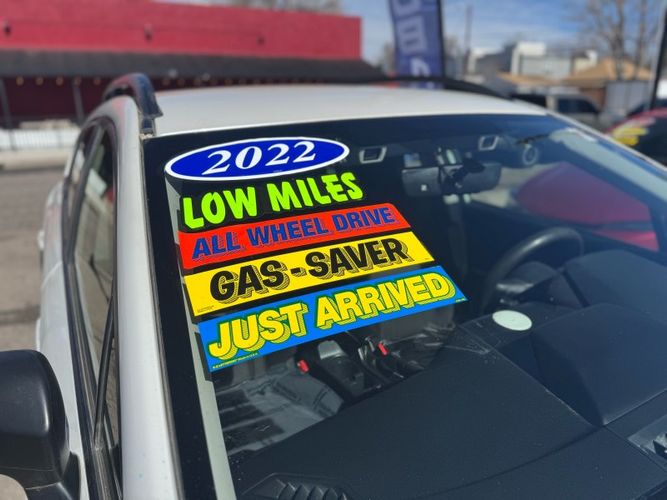 2022
LOW MILES
ALL WHEEL DRIVE
GAS-SAVER
JUST ARRIVED